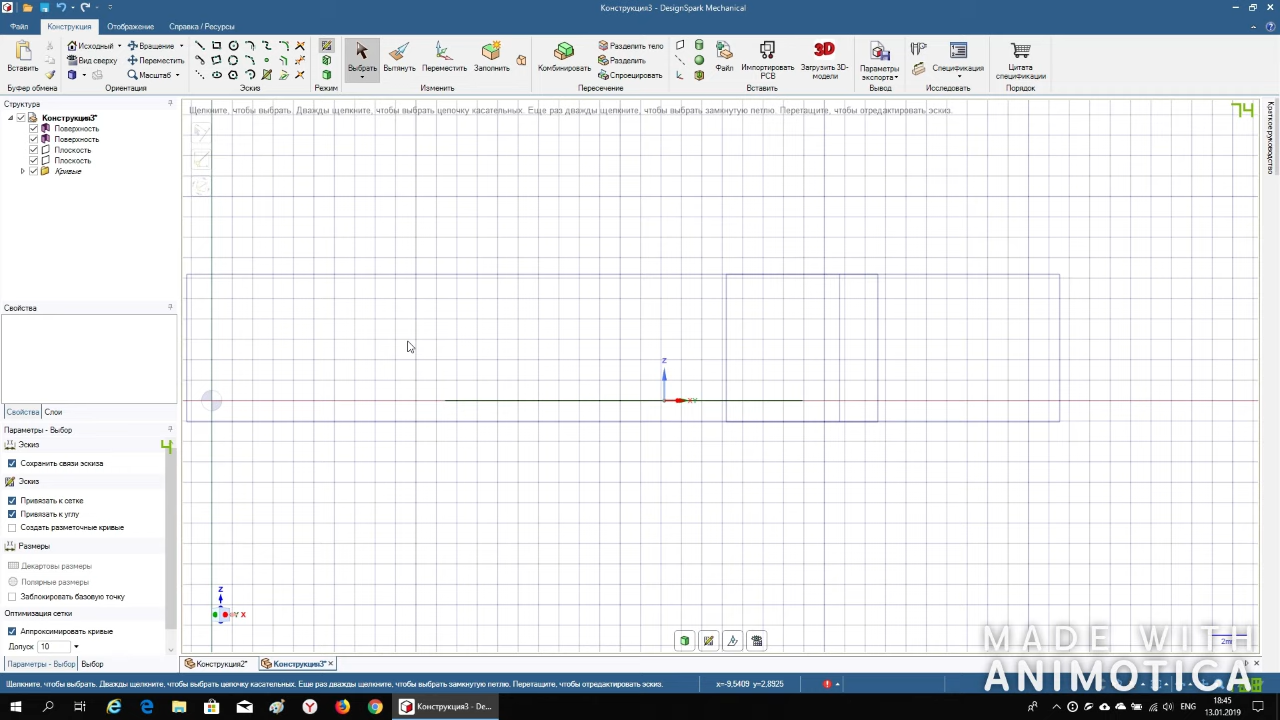 Конструкция3 - DesignSpark Mechanical
Файл Конструкция Отображение Справка / Ресурсы
Вставить
Исходный
Вид сверху
Вращение
Переместить
Масштаб
Выбрать
Вытянуть
Переместить
Заполнить
Комбинировать
Разделить тело
Разделить
Спроецировать
Файл
Импортировать PCB
3D
Загрузить 3D-модели
Параметры экспорта
Спецификация
Цитата спецификации
Буфер обмена Ориентация Эскиз Режим Изменить Пересечение Вставить Вывод Исследовать Порядок
Структура
Конструкция3*
Поверхность
Поверхность
Плоскость
Плоскость
Кривые
Щелкните, чтобы выбрать. Дважды щелкните, чтобы выбрать цепочку касательных. Еще раз дважды щелкните, чтобы выбрать замкнутую петлю. Перетащите, чтобы отредактировать эскиз.
74
Краткое руководство
Свойства
Свойства Слои
Параметры - Выбор
Эскиз
4
Сохранить связи эскиза
Эскиз
Привязать к сетке
Привязать к углу
Создать разметочные кривые
Размеры
Декартовы размеры
Полярные размеры
Заблокировать базовую точку
Оптимизация сетки
Аппроксимировать кривые
Допуск 10
Параметры - Выбор Выбор
Z
XY
Z
Y X
2m
Конструкция2* Конструкция3*
Щелкните, чтобы выбрать. Дважды щелкните, чтобы выбрать цепочку касательных. Еще раз дважды щелкните, чтобы выбрать замкнутую петлю. Перетащите, чтобы отредактировать эскиз.
x=-9,5409 y=2,8925
MADE WITH
ANIMOTICA
Конструкция3* - De...
18:45
13.01.2019